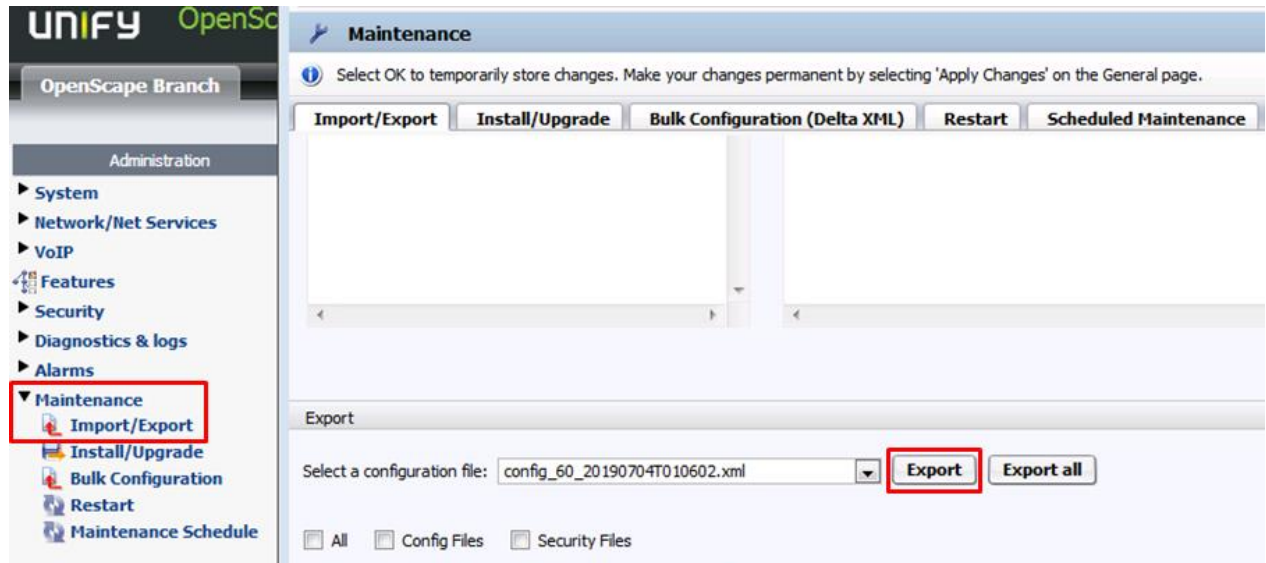 UNIFY OpenSc
OpenScape Branch
Administration
System
Network/Net Services
VoIP
Features
Security
Diagnostics & logs
Alarms
Maintenance
Import/Export
Install/Upgrade
Bulk Configuration
Restart
Maintenance Schedule
Maintenance
Select OK to temporarily store changes. Make your changes permanent by selecting 'Apply Changes' on the General page.
Import/Export Install/Upgrade Bulk Configuration (Delta XML) Restart Scheduled Maintenance
Export
Select a configuration file: config_60_20190704T010602.xml Export Export all
All Config Files Security Files